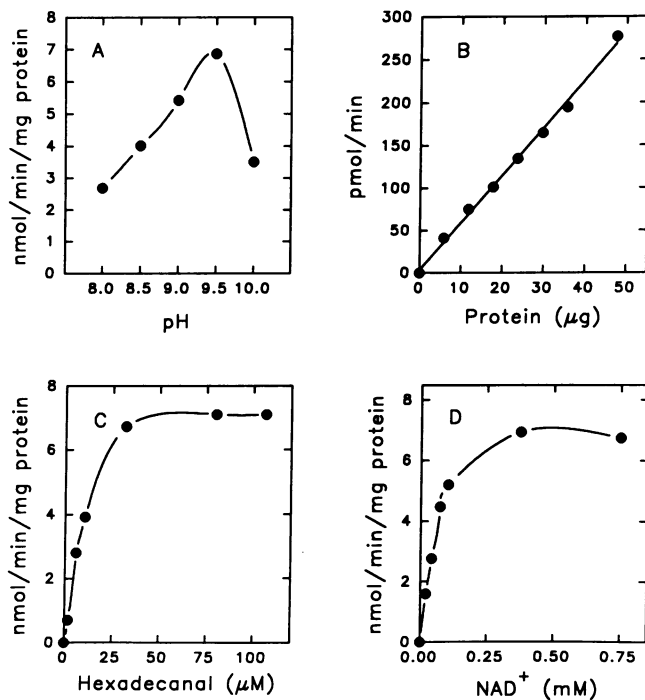 A
nmol/min/mg protein
8
7
6
5
4
3
2
1
0
8.0 8.5 9.0 9.5 10.0
pH
B
pmol/min
300
250
200
150
100
50
0
0 10 20 30 40 50
Protein (μg)
C
nmol/min/mg protein
8
6
4
2
0
0 25 50 75 100
Hexadecanal (μM)
D
nmol/min/mg protein
8
6
4
2
0
0.00 0.25 0.50 0.75
NAD+ (mM)